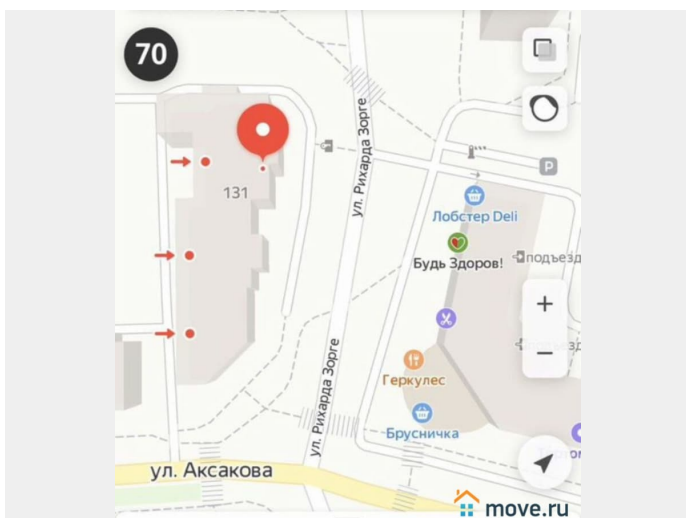 70
ул. Рихарда Зорге
131
P
Лобстер Deli
Будь Здоров!
подъезд
+
Геркулес
−
ул. Рихарда Зорге
Брусничка
ул. Аксакова
move.ru